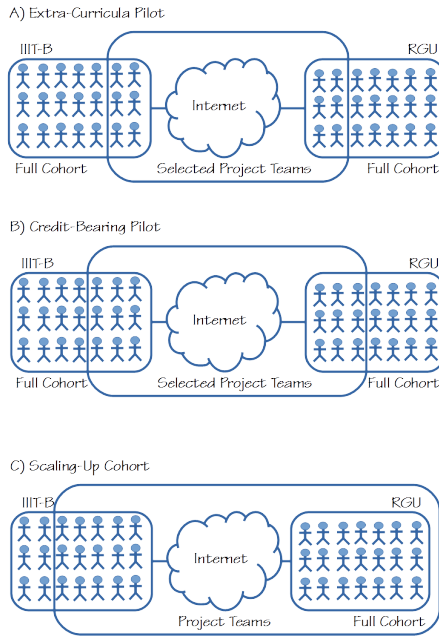 A) Extra-Curricula Pilot
IIIT-B
RGU
Internet
Full Cohort
Selected Project Teams
Full Cohort
B) Credit-Bearing Pilot
IIIT-B
RGU
Internet
Full Cohort
Selected Project Teams
Full Cohort
C) Scaling-Up Cohort
IIIT-B
RGU
Internet
Project Teams
Full Cohort